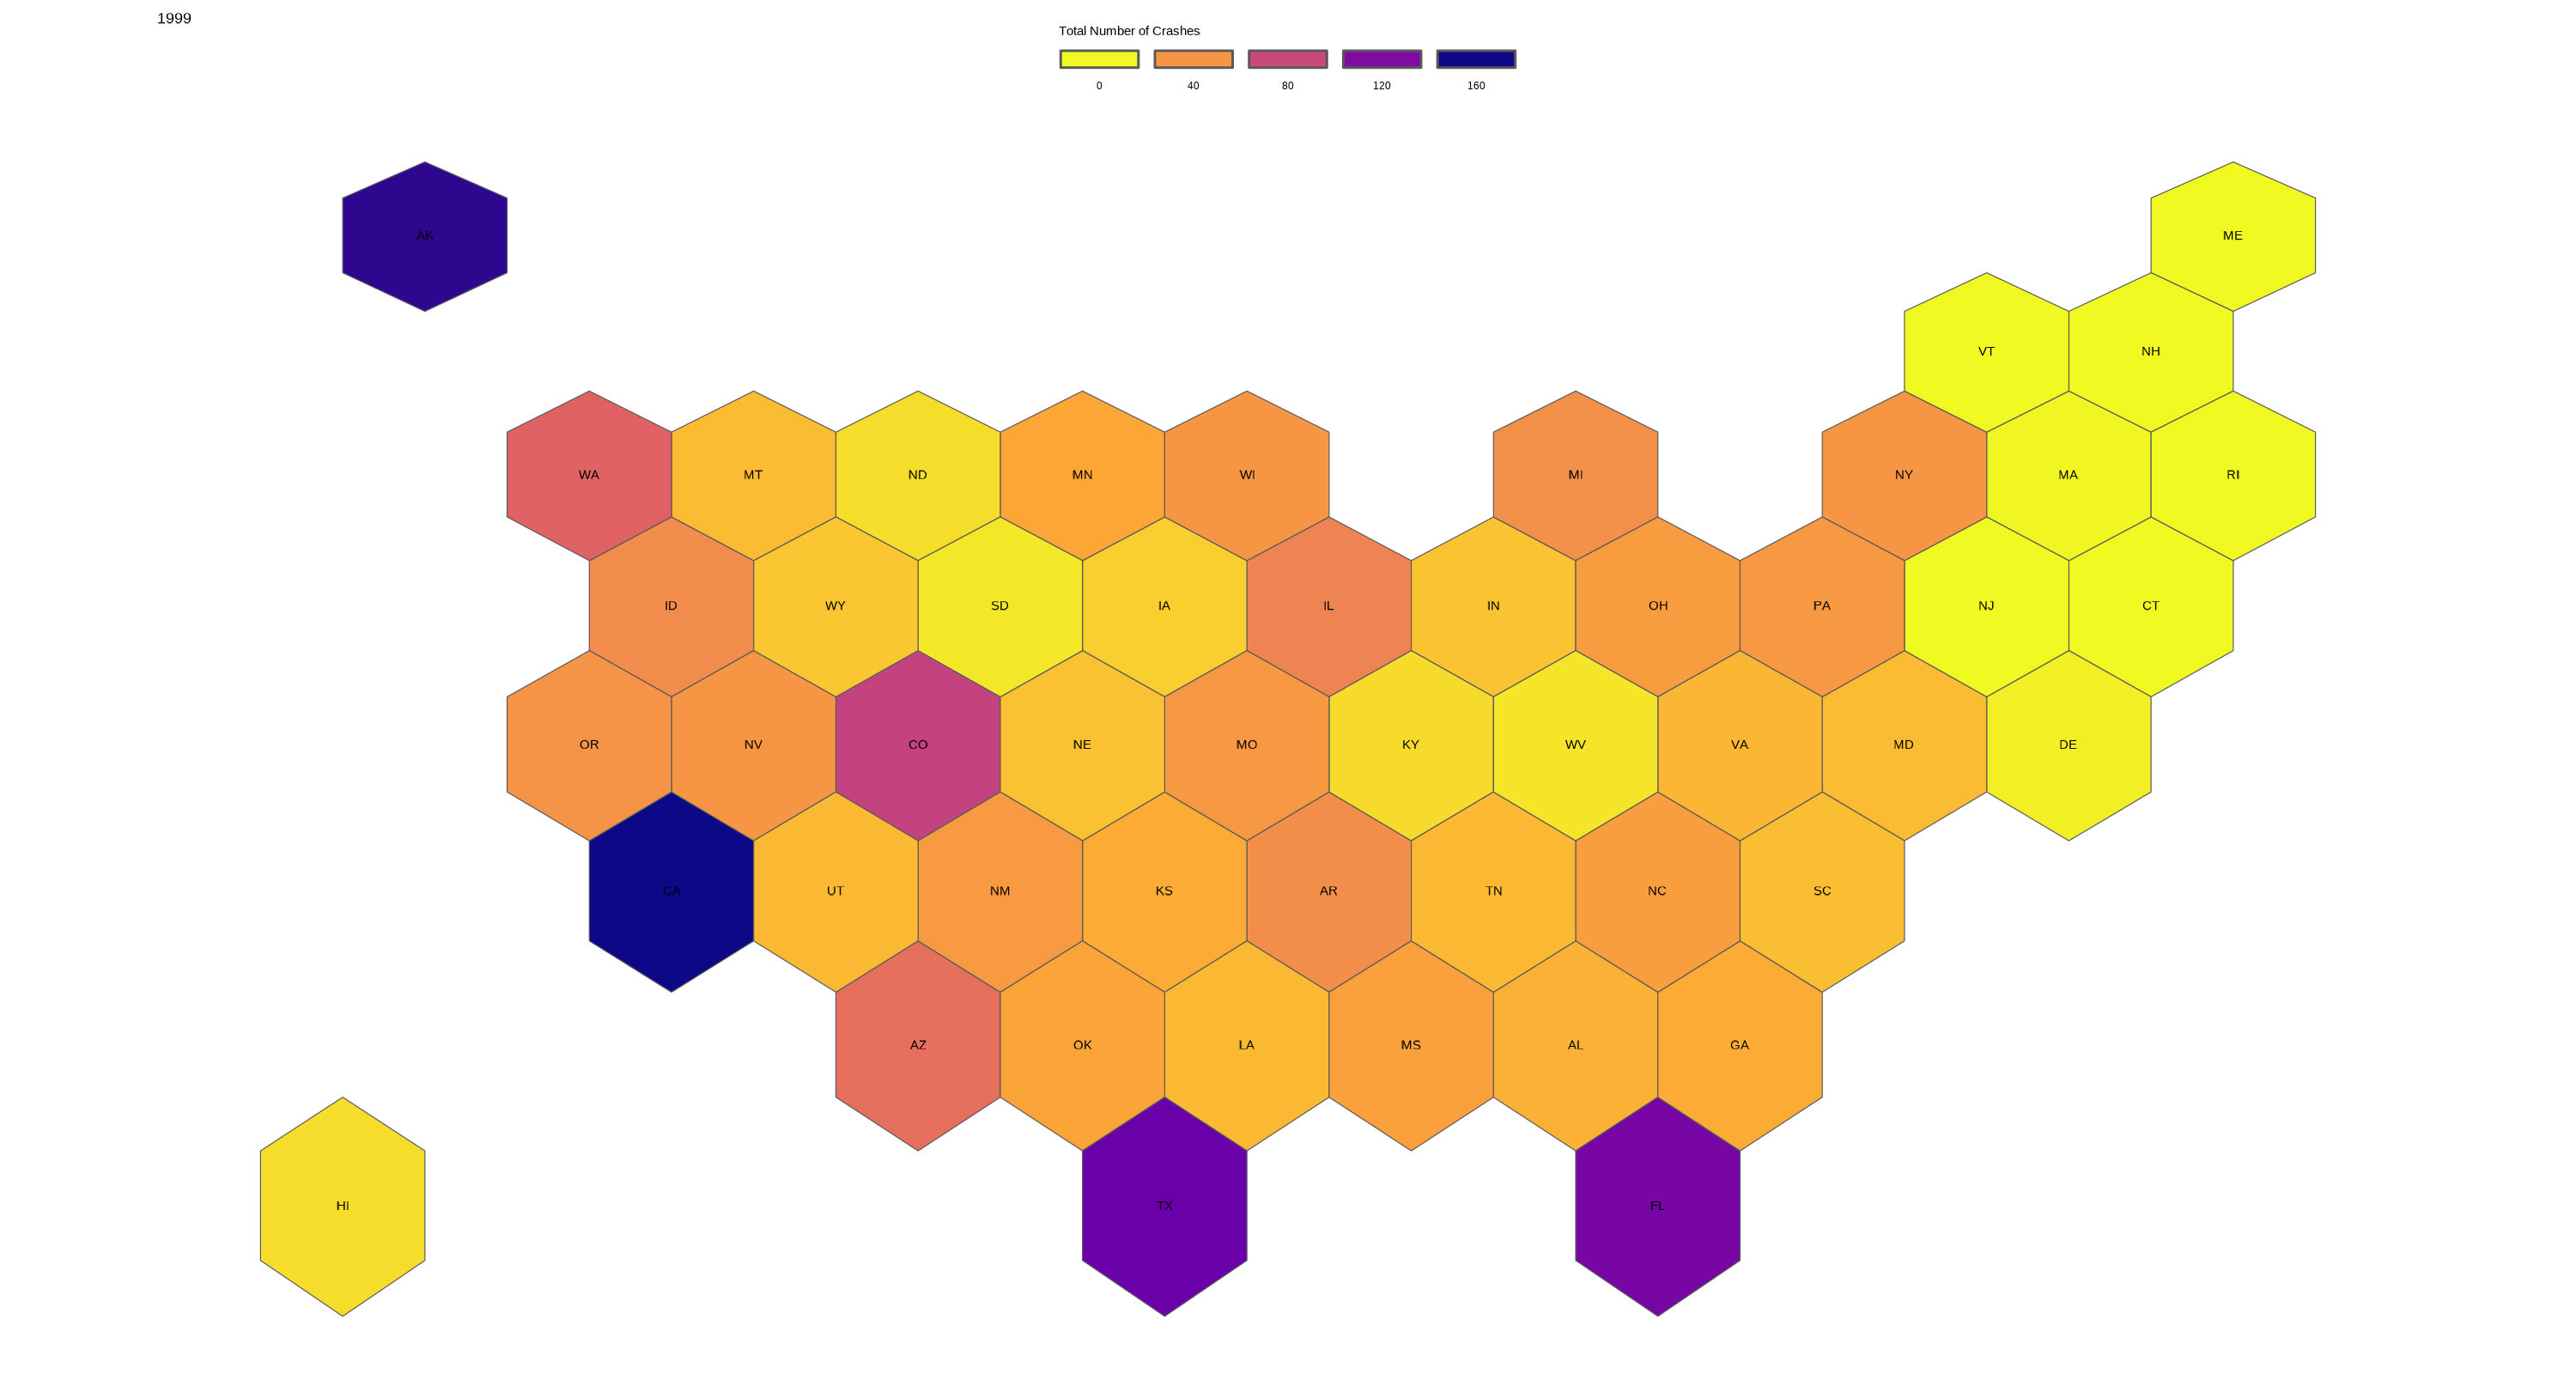 1999
Total Number of Crashes
0 40 80 120 160
AK ME
VT NH
WA MT ND MN WI MI NY MA RI
ID WY SD IA IL IN OH PA NJ CT
OR NV CO NE MO KY WV VA MD DE
CA UT NM KS AR TN NC SC
AZ OK LA MS AL GA
HI TX FL